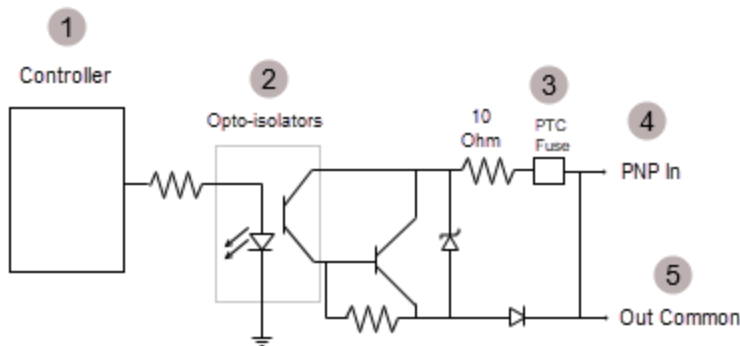 1
Controller
2
Opto-isolators
10
Ohm
3
PTC
Fuse
4
PNP In
5
Out Common